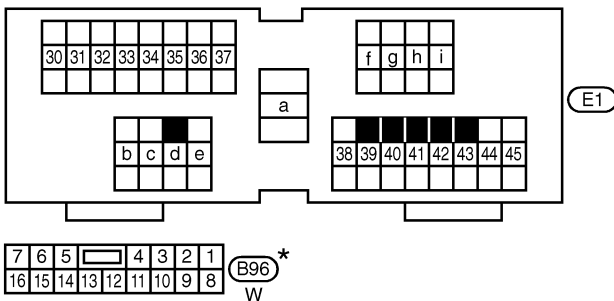 30 31 32 33 34 35 36 37
f g h i
a
E1
b c d e
38 39 40 41 42 43 44 45
7 6 5 4 3 2 1
16 15 14 13 12 11 10 9 8
B96 *
W